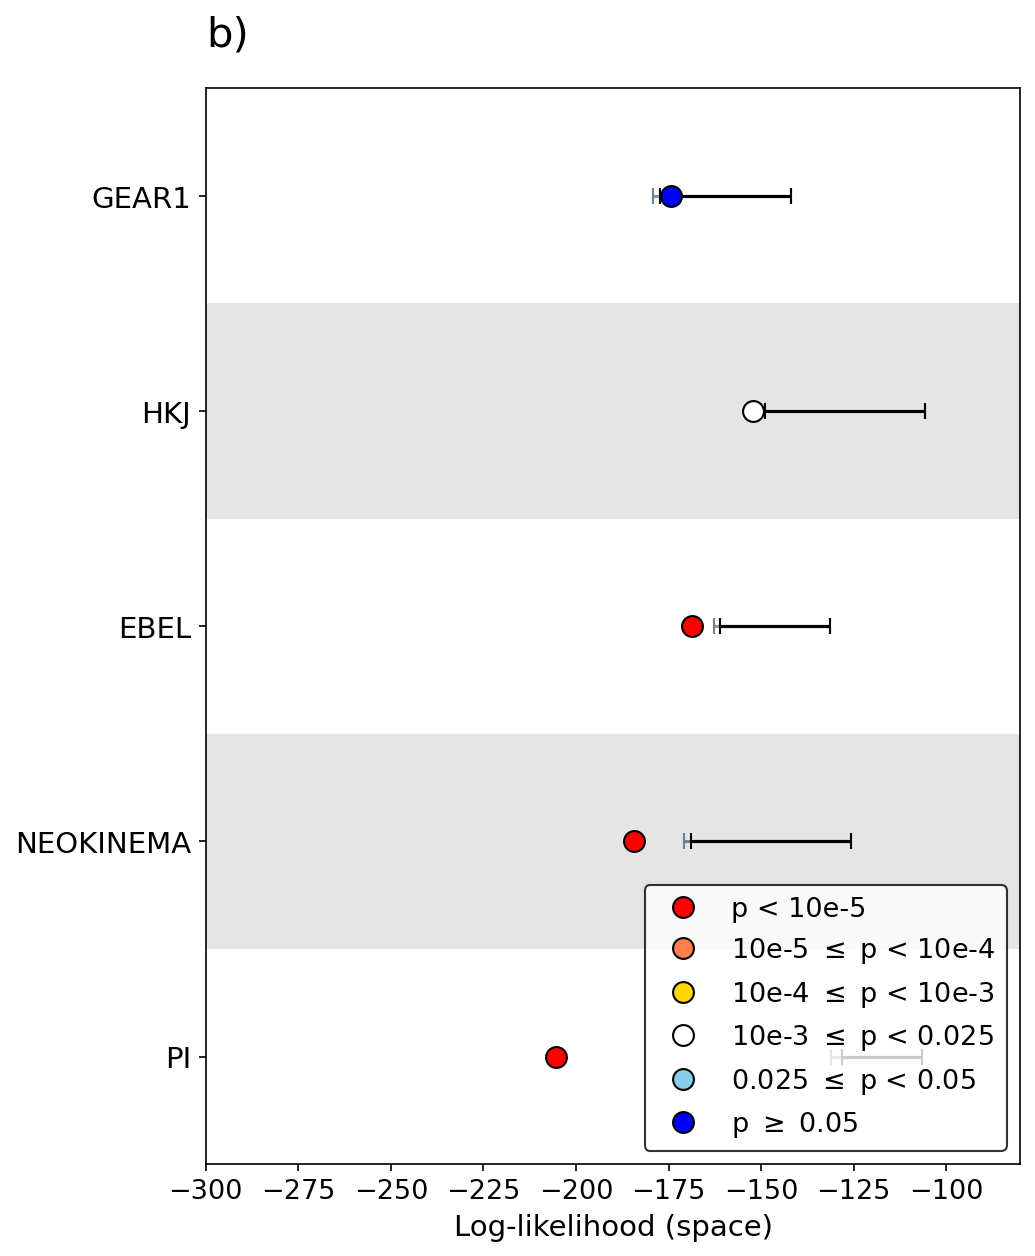 b)
GEAR1
HKJ
EBEL
NEOKINEMA
PI
p < 10e-5
10e-5 ≤ p < 10e-4
10e-4 ≤ p < 10e-3
10e-3 ≤ p < 0.025
0.025 ≤ p < 0.05
p ≥ 0.05
−300 −275 −250 −225 −200 −175 −150 −125 −100
Log-likelihood (space)